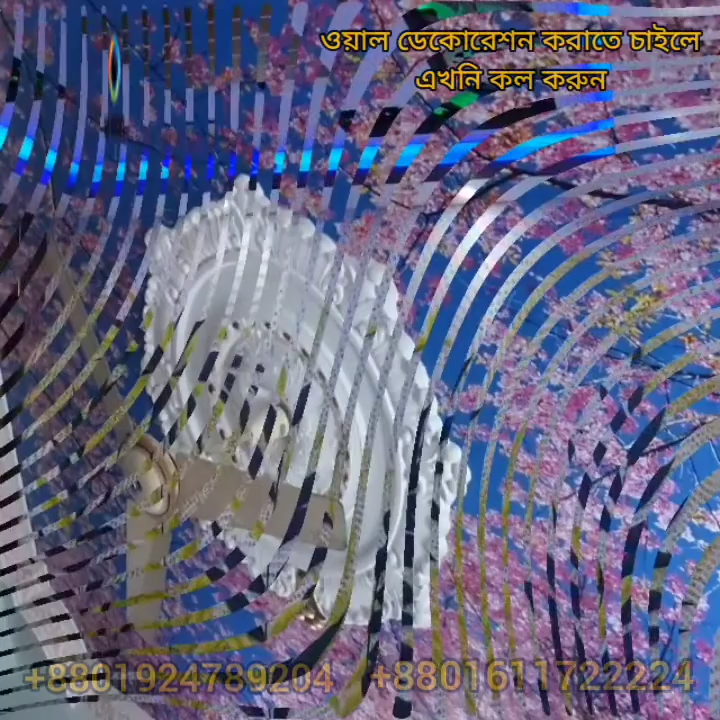 ওয়াল ডেকোরেশন করাতে চাইলে
এখনি কল করুন
+8801924789204 +8801611722224